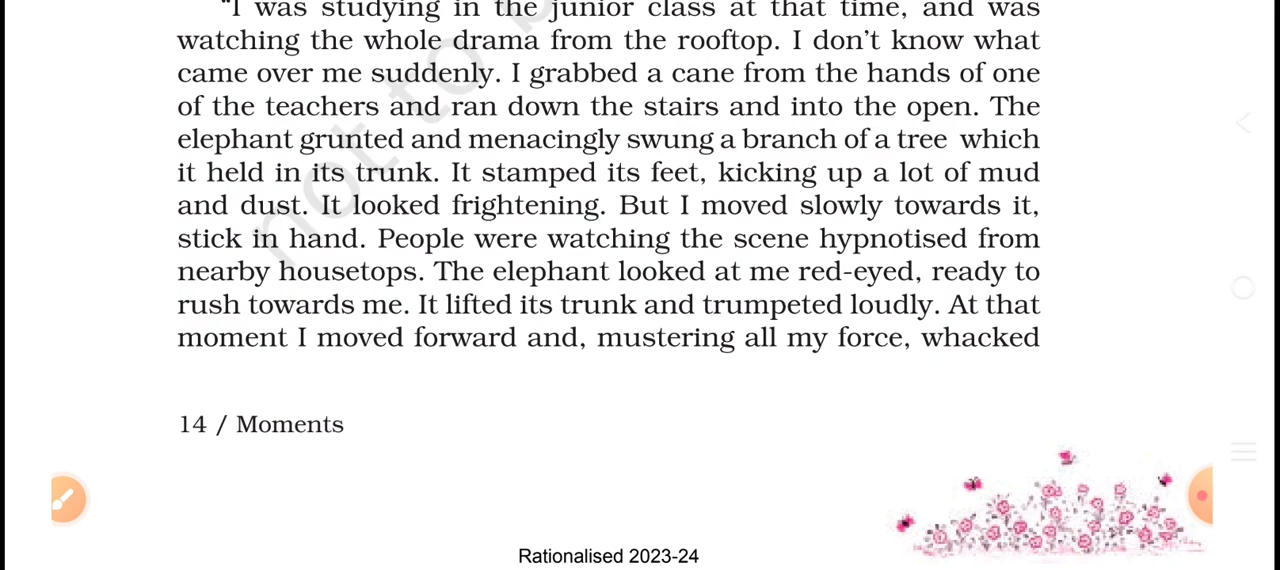 "I was studying in the junior class at that time, and was
watching the whole drama from the rooftop. I don't know what
came over me suddenly. I grabbed a cane from the hands of one
of the teachers and ran down the stairs and into the open. The
elephant grunted and menacingly swung a branch of a tree which
it held in its trunk. It stamped its feet, kicking up a lot of mud
and dust. It looked frightening. But I moved slowly towards it,
stick in hand. People were watching the scene hypnotised from
nearby housetops. The elephant looked at me red-eyed, ready to
rush towards me. It lifted its trunk and trumpeted loudly. At that
moment I moved forward and, mustering all my force, whacked
14 / Moments
Rationalised 2023-24
not to b